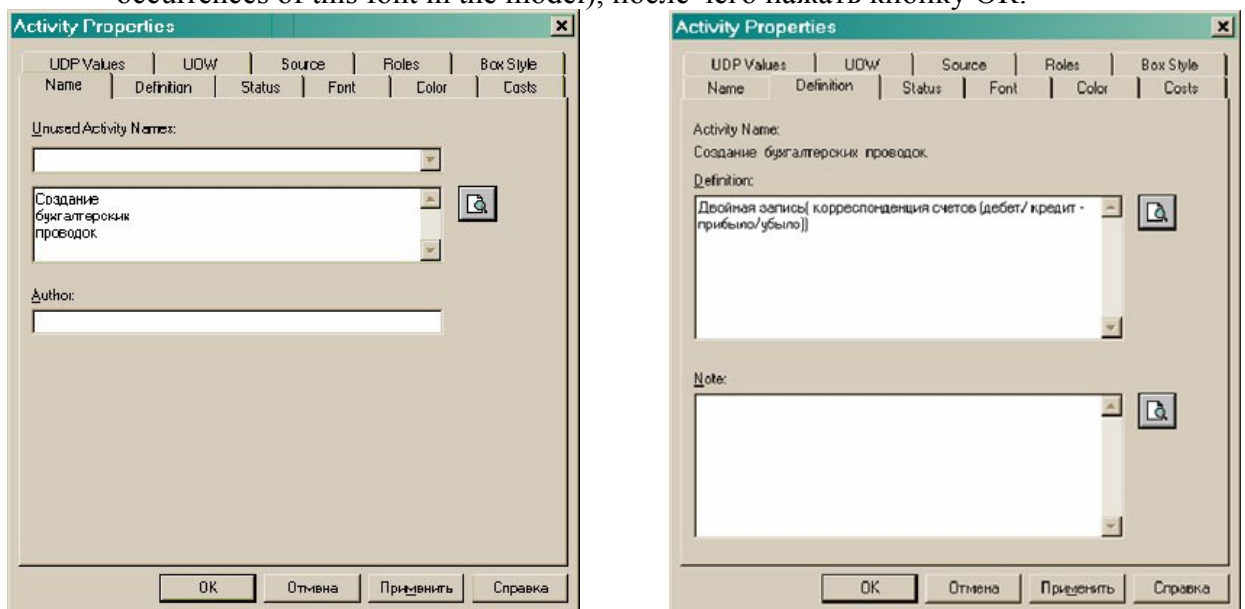 occurrences of this font in the model), после чего нажать кнопку ОК.
Activity Properties
UDP Values UOW Source Roles Box Style
Name Definition Status Font Color Costs
Unused Activity Names:
Создание
бухгалтерских
проводок
Author:
OK Отмена Применить Справка
Activity Properties
UDP Values UOW Source Roles Box Style
Name Definition Status Font Color Costs
Activity Name:
Создание бухгалтерских проводок
Definition:
Двойная запись( корреспонденция счетов (дебет/ кредит -
прибыло/убыло))
Note:
OK Отмена Применить Справка